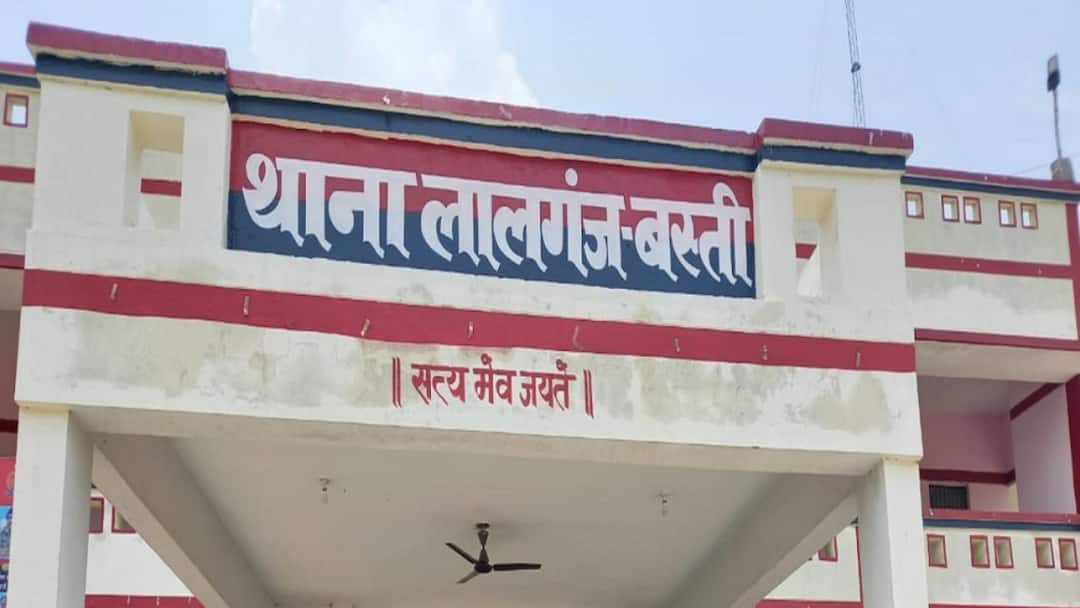 थाना लालगंज-बस्ती
॥ सत्य मेंव जयतें ॥